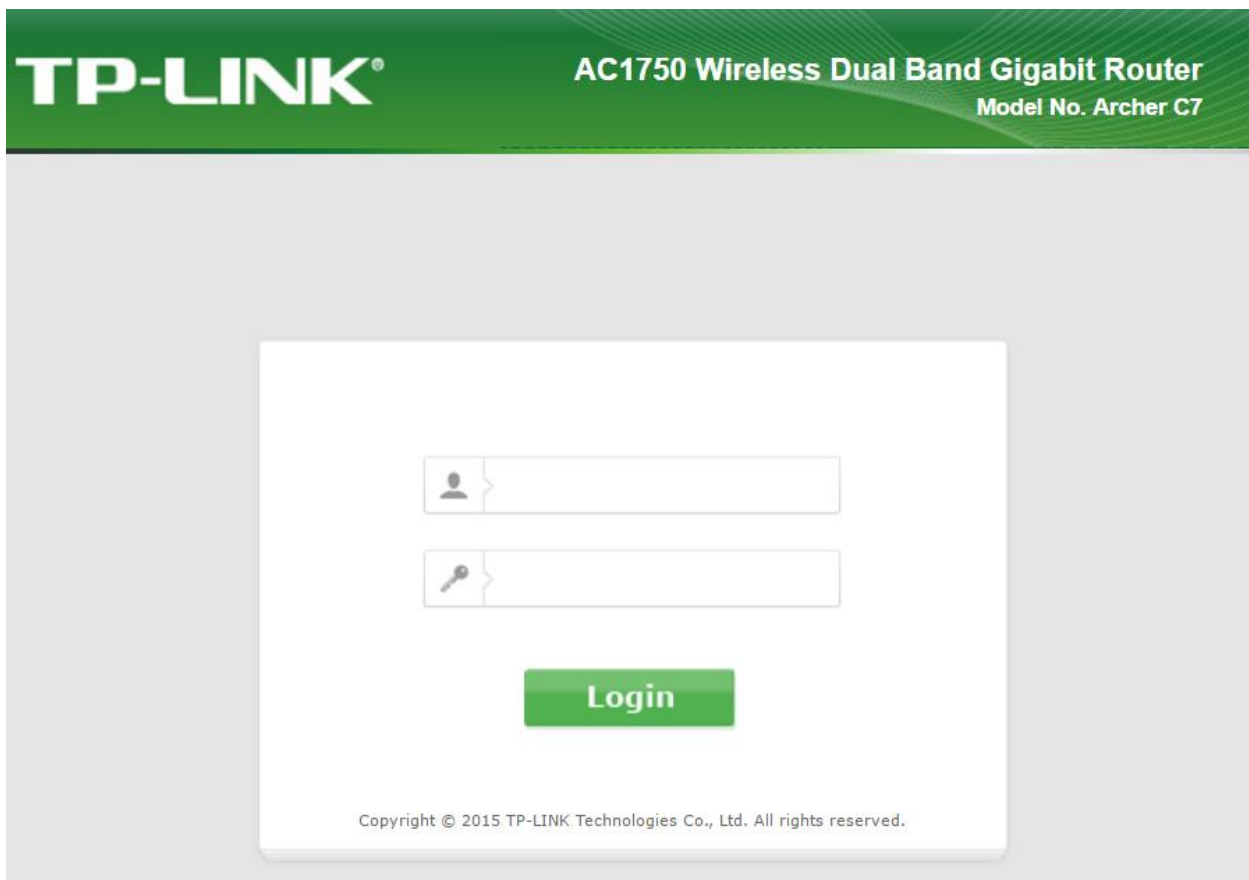 TP-LINK®
AC1750 Wireless Dual Band Gigabit Router
Model No. Archer C7
Login
Copyright © 2015 TP-LINK Technologies Co., Ltd. All rights reserved.